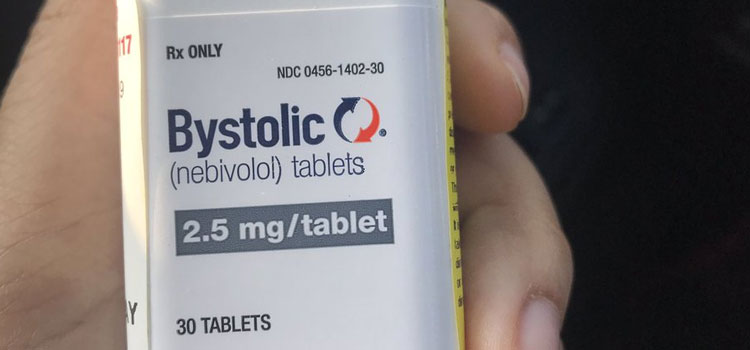 Rx ONLY
NDC 0456-1402-30
Bystolic®
(nebivolol) tablets
2.5 mg/tablet
30 TABLETS